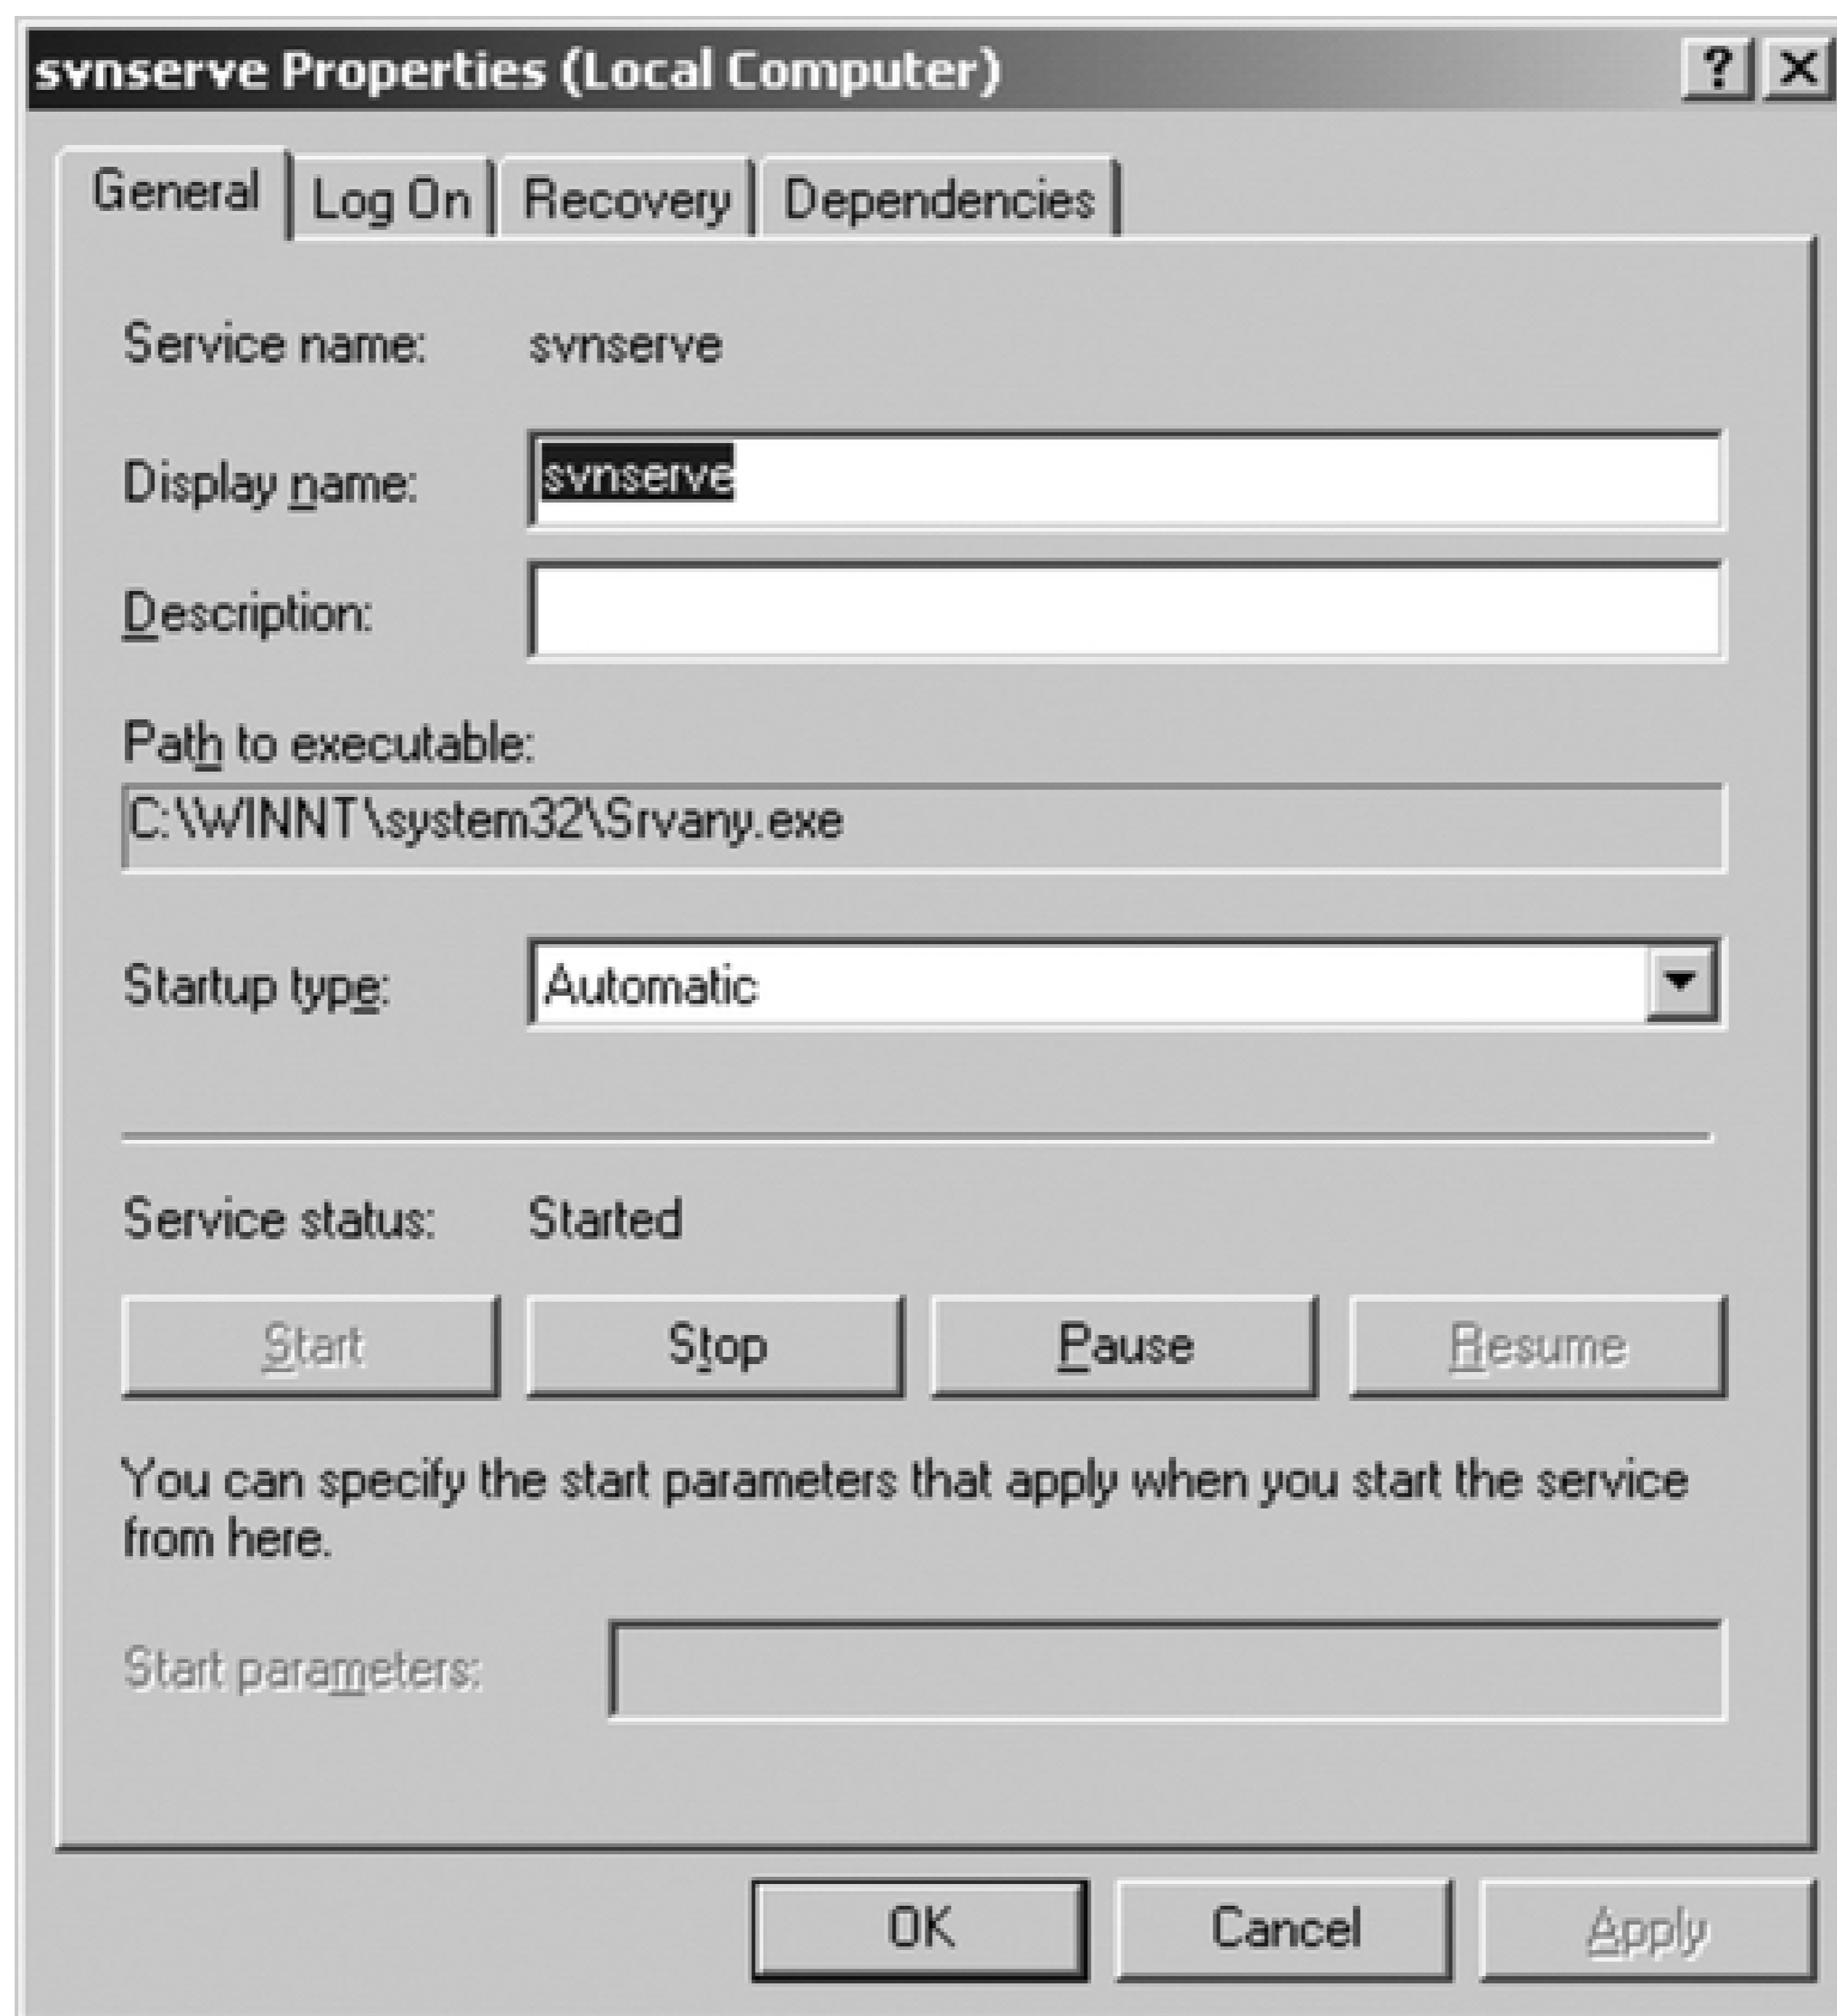 svnserve Properties (Local Computer)
General Log On Recovery Dependencies
Service name: svnserve
Display name: svnserve
Description:
Path to executable:
C:\WINNT\system32\Srvany.exe
Startup type: Automatic
Service status: Started
Start Stop Pause Resume
You can specify the start parameters that apply when you start the service
from here.
Start parameters:
OK Cancel Apply